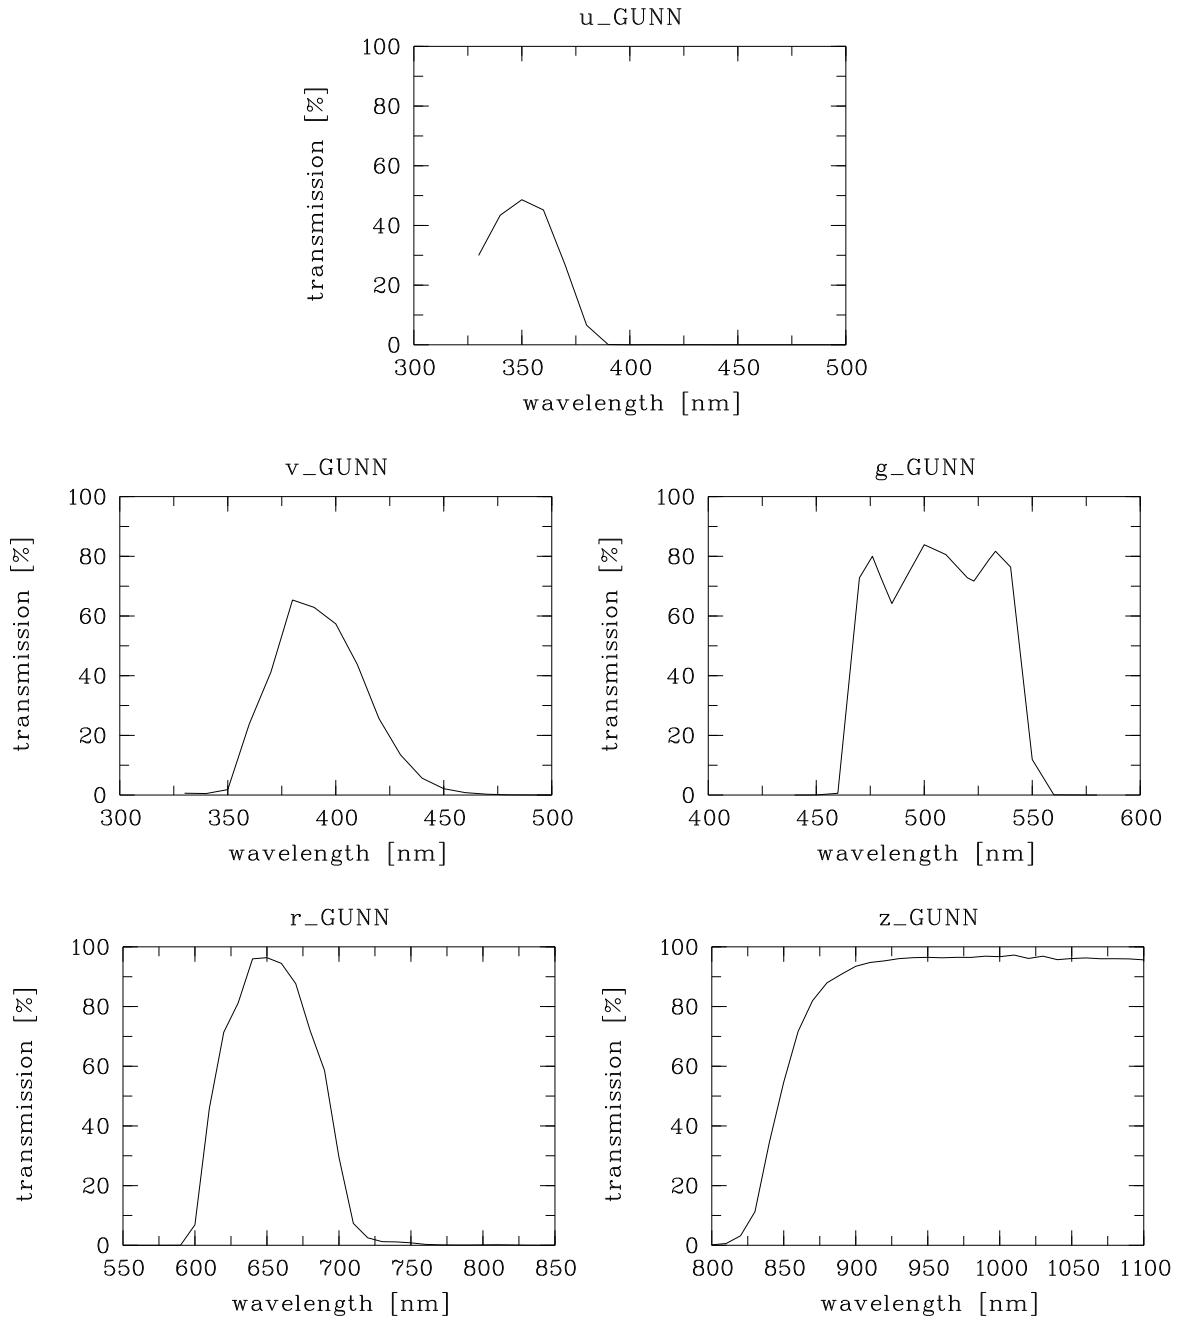 u_GUNN
transmission [%]
100
80
60
40
20
0
300 350 400 450 500
wavelength [nm]
v_GUNN
transmission [%]
100
80
60
40
20
0
300 350 400 450 500
wavelength [nm]
g_GUNN
transmission [%]
100
80
60
40
20
0
400 450 500 550 600
wavelength [nm]
r_GUNN
transmission [%]
100
80
60
40
20
0
550 600 650 700 750 800 850
wavelength [nm]
z_GUNN
transmission [%]
100
80
60
40
20
0
800 850 900 950 1000 1050 1100
wavelength [nm]